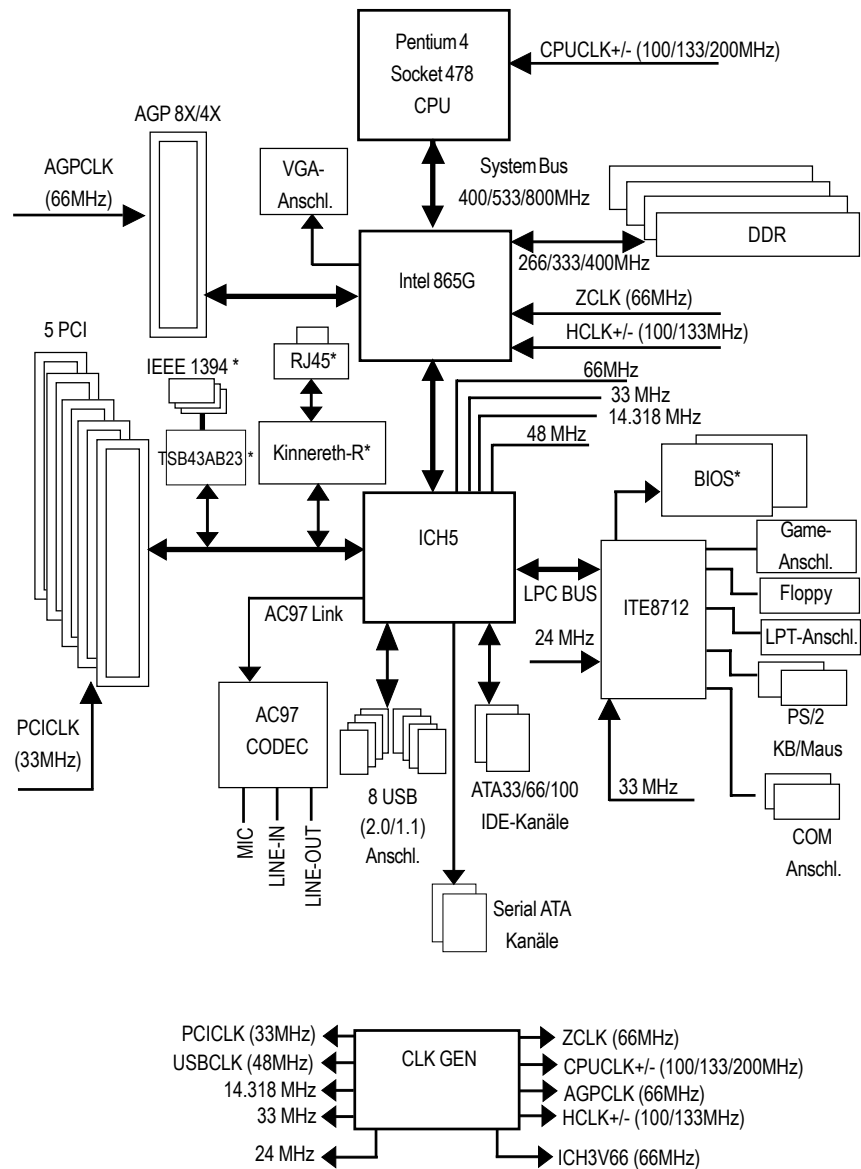 Pentium 4
Socket 478
CPU
CPUCLK+/- (100/133/200MHz)
AGP 8X/4X
AGPCLK
(66MHz)
VGA-
Anschl.
System Bus
400/533/800MHz
DDR
266/333/400MHz
Intel 865G
ZCLK (66MHz)
HCLK+/- (100/133MHz)
5 PCI
IEEE 1394 *
RJ45*
66MHz
33 MHz
14.318 MHz
48 MHz
TSB43AB23 *
Kinnereth-R*
BIOS*
ICH5
Game-
Anschl.
LPC BUS
ITE8712
Floppy
AC97 Link
LPT-Anschl.
24 MHz
PS/2
KB/Maus
PCICLK
(33MHz)
AC97
CODEC
8 USB
(2.0/1.1)
Anschl.
ATA33/66/100
IDE-Kanäle
33 MHz
COM
Anschl.
MIC
LINE-IN
LINE-OUT
Serial ATA
Kanäle
PCICLK (33MHz)
USBCLK (48MHz)
14.318 MHz
33 MHz
24 MHz
CLK GEN
ZCLK (66MHz)
CPUCLK+/- (100/133/200MHz)
AGPCLK (66MHz)
HCLK+/- (100/133MHz)
ICH3V66 (66MHz)